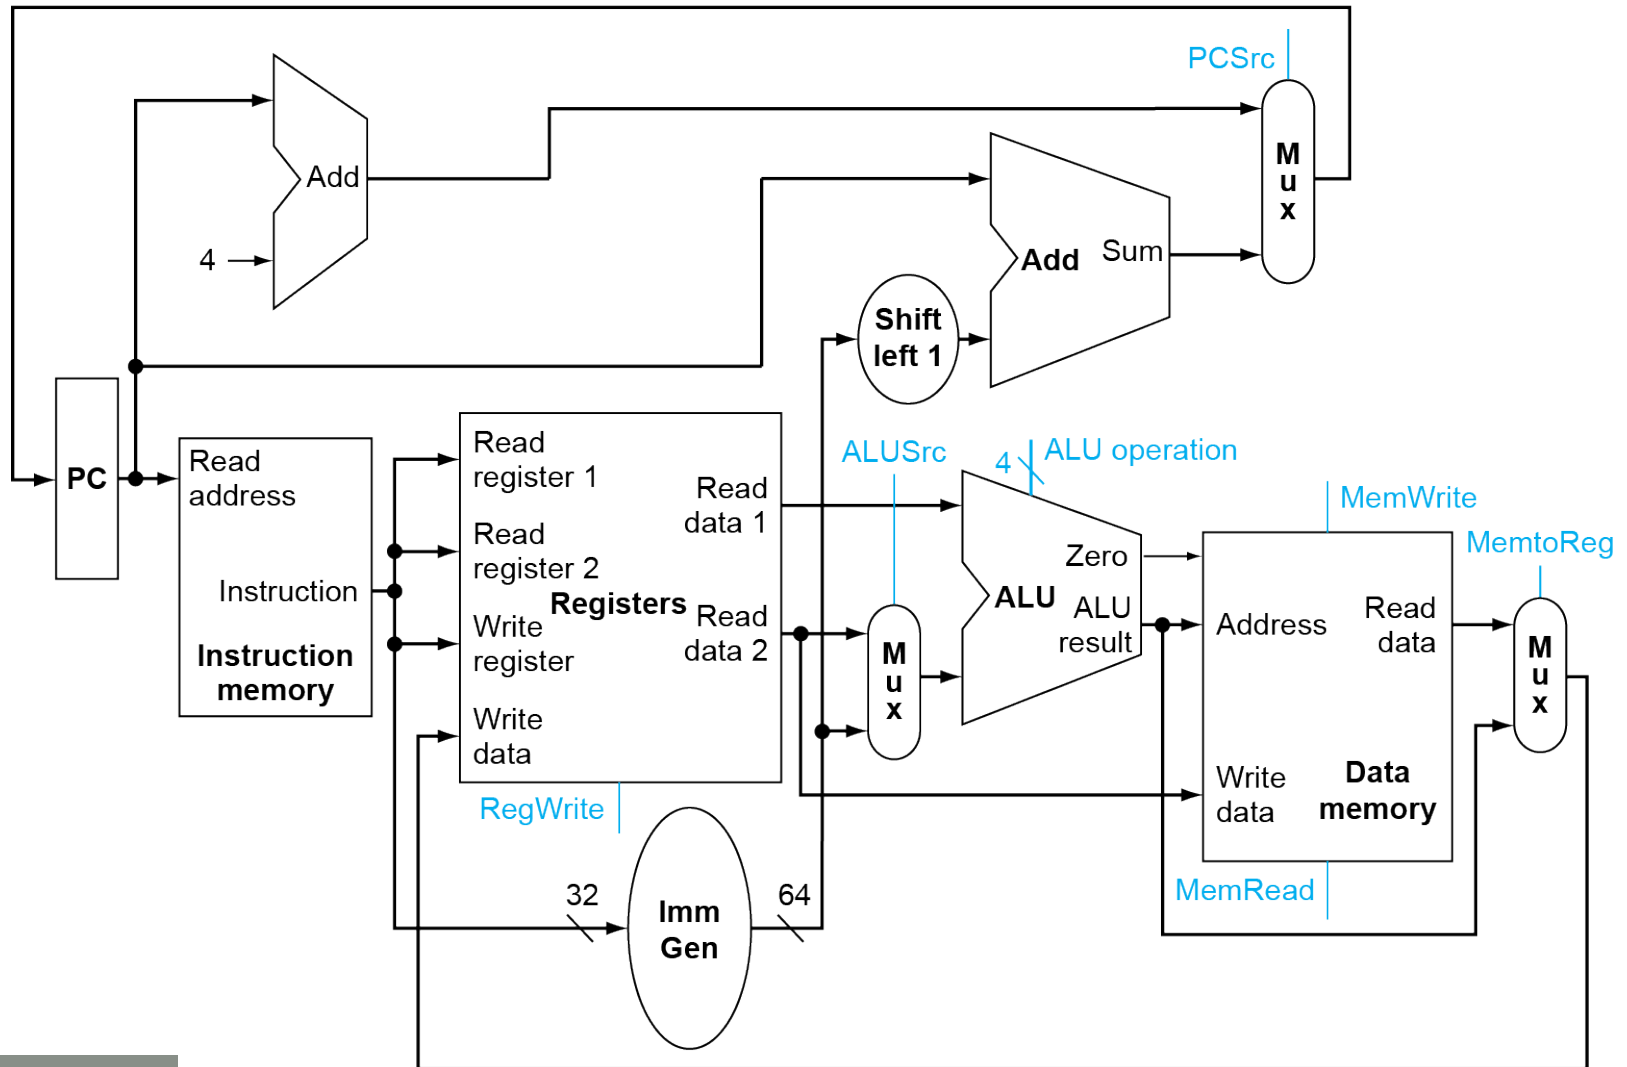 PCSrc
M
u
x
Add
4
Add Sum
Shift
left 1
PC
Read
address
Instruction
Instruction
memory
Read
register 1
Read
register 2
Write
register
Write
data
Registers
Read
data 1
Read
data 2
RegWrite
ALUSrc
M
u
x
4
ALU operation
Zero
ALU
ALU
result
MemWrite
Address
Read
data
Write
data
Data
memory
MemRead
MemtoReg
M
u
x
32
Imm
Gen
64